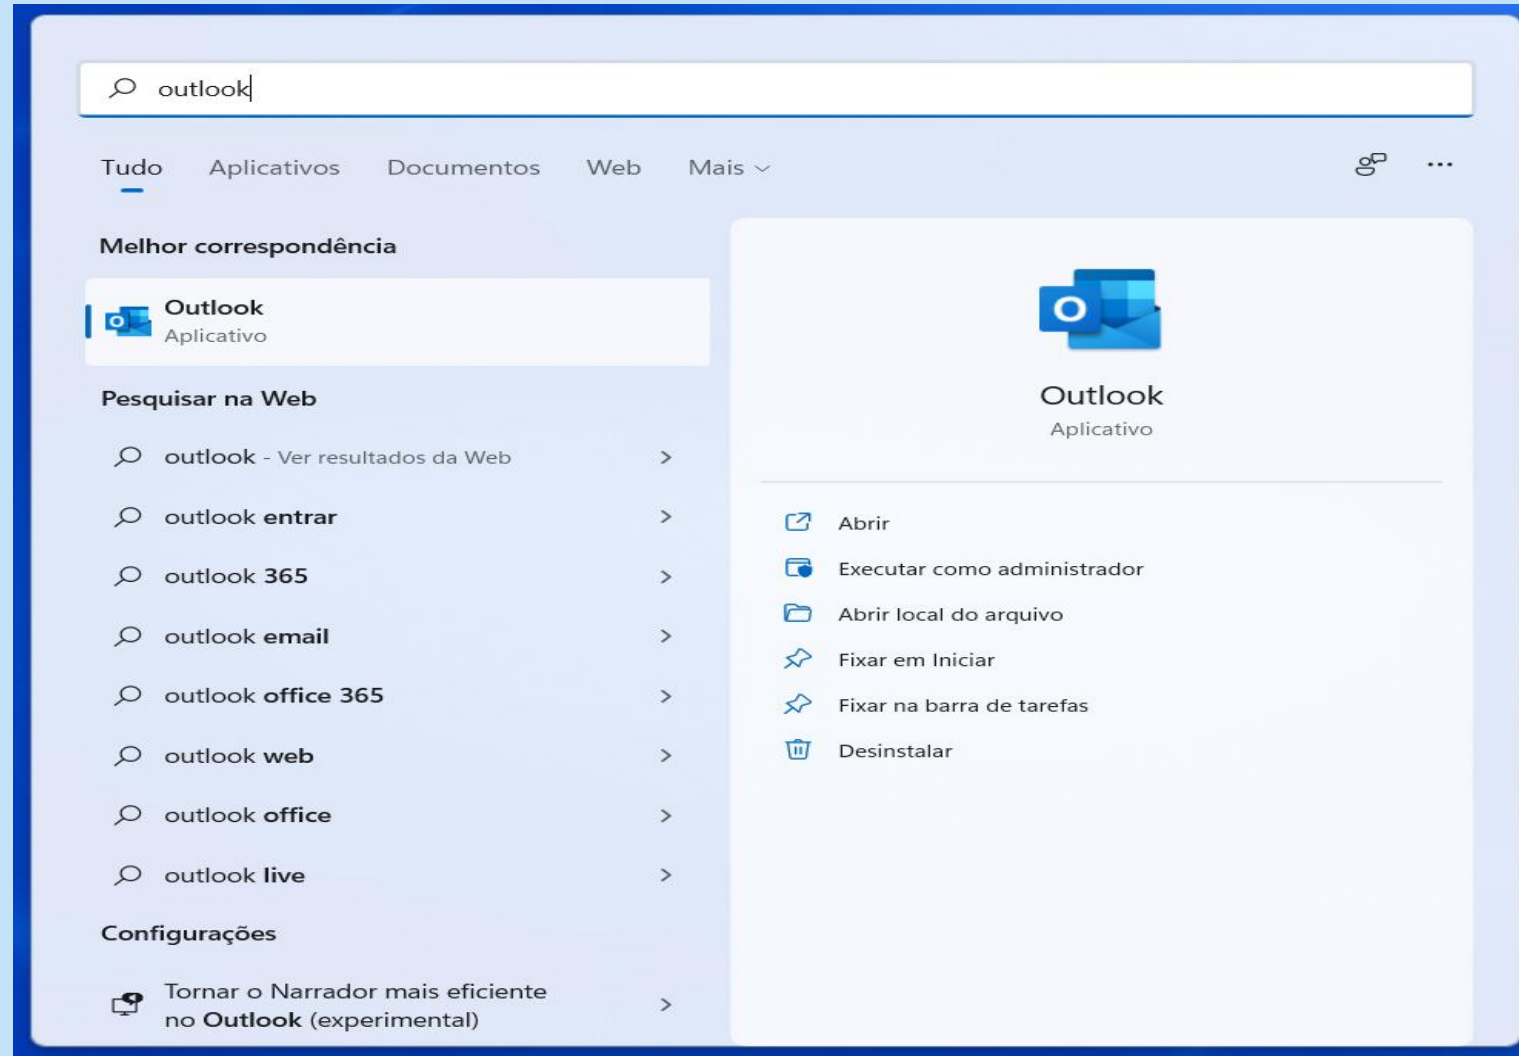 outlook
Tudo Aplicativos Documentos Web Mais
Melhor correspondência
Outlook
Aplicativo
Pesquisar na Web
outlook - Ver resultados da Web
outlook entrar
outlook 365
outlook email
outlook office 365
outlook web
outlook office
outlook live
Configurações
Tornar o Narrador mais eficiente
no Outlook (experimental)
Outlook
Aplicativo
Abrir
Executar como administrador
Abrir local do arquivo
Fixar em Iniciar
Fixar na barra de tarefas
Desinstalar